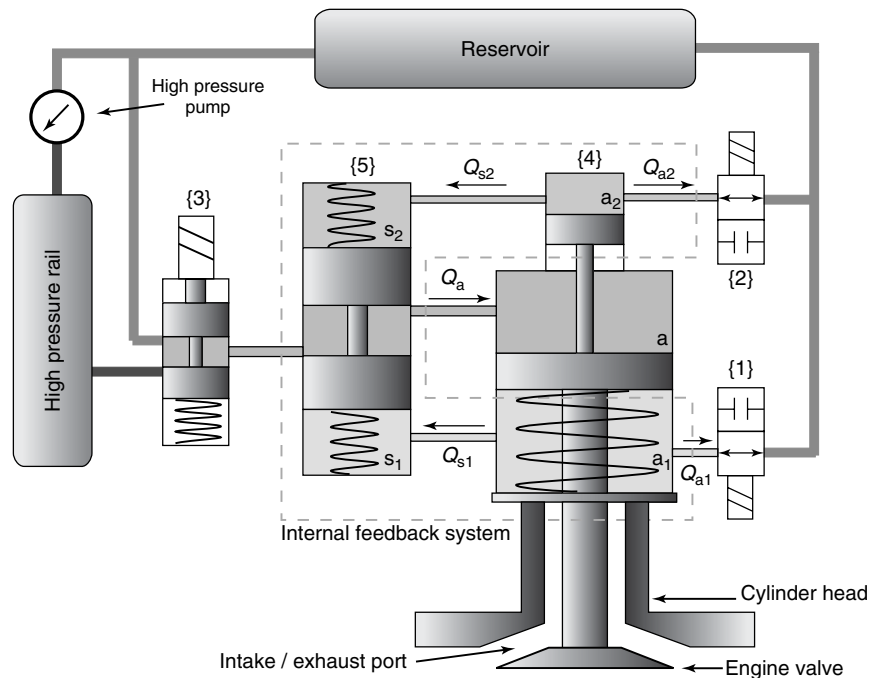 Reservoir
High pressure
pump
{3}
{5}
Qs2
{4}
Qa2
a2
s2
{2}
Qa
a
High pressure rail
{1}
s1
Qs1
a1
Qa1
Internal feedback system
Cylinder head
Intake / exhaust port
Engine valve